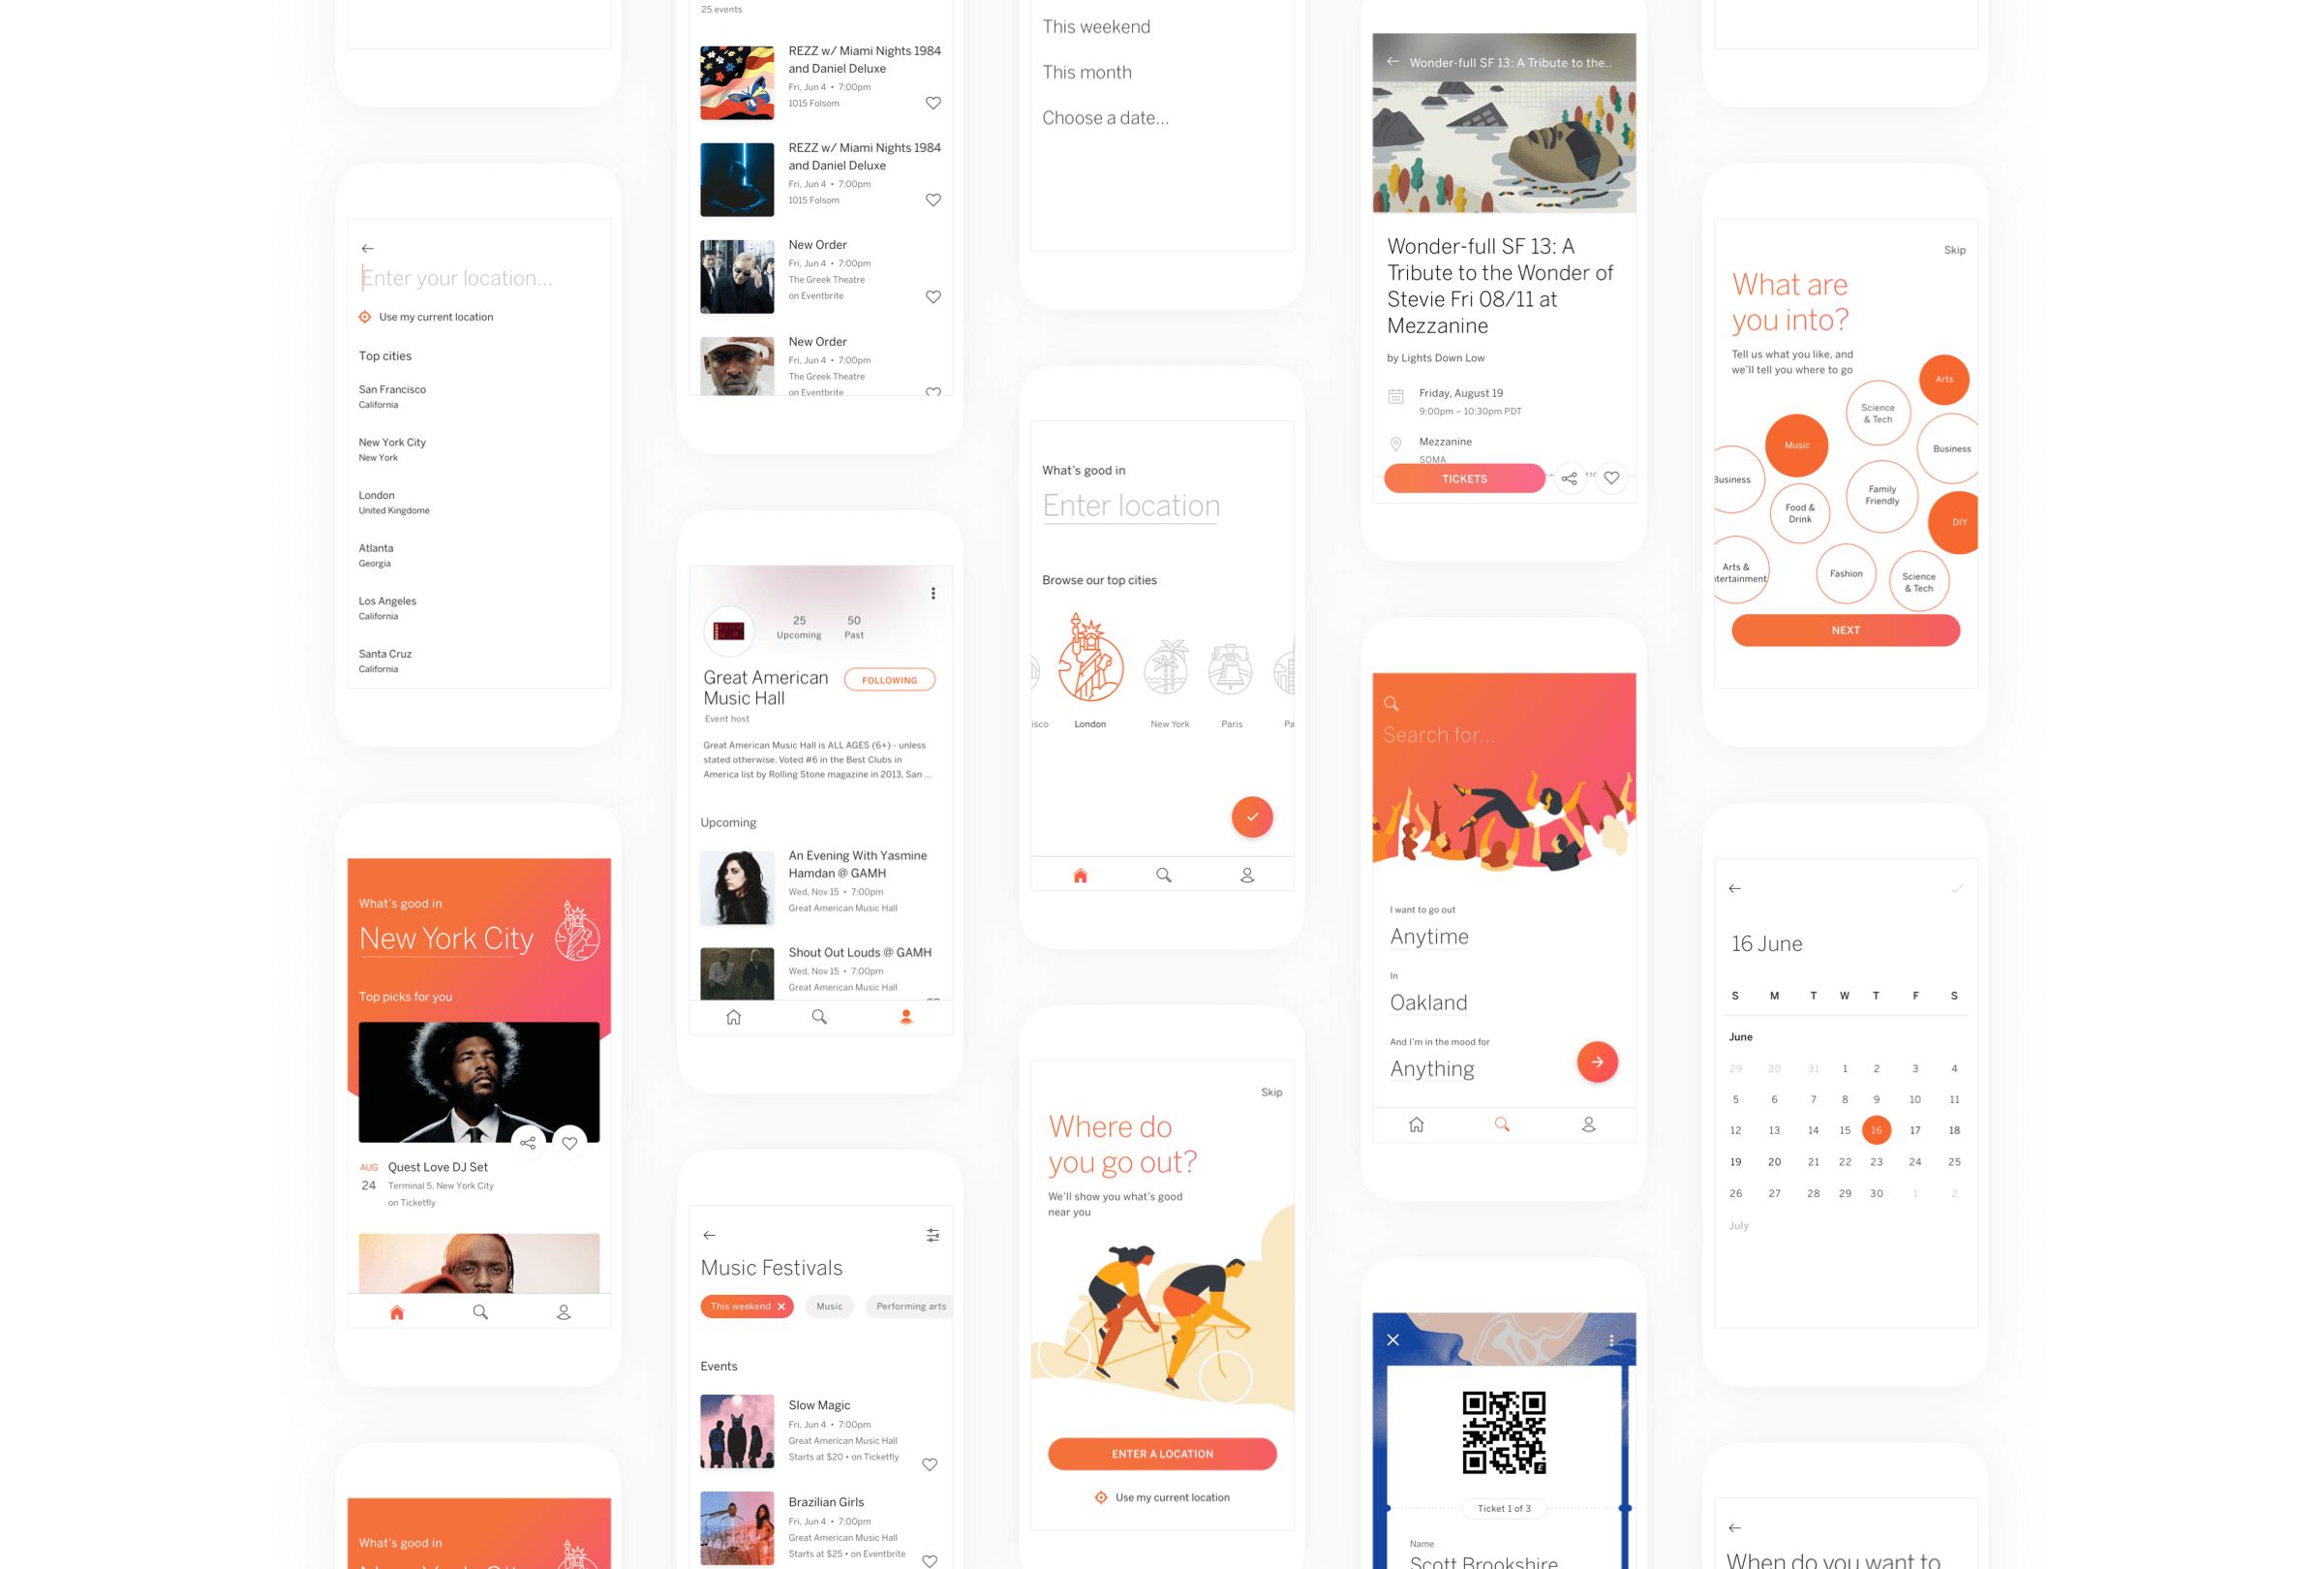 Enter your location...
Use my current location
Top cities
San Francisco
California
New York City
New York
London
United Kingdome
Atlanta
Georgia
Los Angeles
California
Santa Cruz
California
What's good in
New York City
Top picks for you
AUG
24
Quest Love DJ Set
Terminal 5, New York City
on Ticketfly
What's good in
25 events
REZZ w/ Miami Nights 1984
and Daniel Deluxe
Fri, Jun 4 • 7:00pm
1015 Folsom
REZZ w/ Miami Nights 1984
and Daniel Deluxe
Fri, Jun 4 • 7:00pm
1015 Folsom
New Order
Fri, Jun 4 • 7:00pm
The Greek Theatre
on Eventbrite
New Order
Fri, Jun 4 • 7:00pm
The Greek Theatre
on Eventbrite
25
50
Upcoming
Past
Great American
Music Hall
FOLLOWING
Event host
Great American Music Hall is ALL AGES (6+) - unless
stated otherwise. Voted #6 in the Best Clubs in
America list by Rolling Stone magazine in 2013. San ...
Upcoming
An Evening With Yasmine
Hamdan @ GAMH
Wed, Nov 15 • 7:00pm
Great American Music Hall
Shout Out Louds @ GAMH
Wed, Nov 15 • 7:00pm
Great American Music Hall
Music Festivals
This weekend
Music
Performing arts
Events
Slow Magic
Fri, Jun 4 • 7:00pm
Great American Music Hall
Starts at $20 • on Ticketfly
Brazilian Girls
Fri, Jun 4 • 7:00pm
Great American Music Hall
Starts at $25 • on Eventbrite
This weekend
This month
Choose a date...
What's good in
Enter location
Browse our top cities
isco
London
New York
Paris
Pa
Skip
Where do
you go out?
We'll show you what's good
near you
ENTER A LOCATION
Use my current location
Wonder-full SF 13: A Tribute to the..
Wonder-full SF 13: A
Tribute to the Wonder of
Stevie Fri 08/11 at
Mezzanine
by Lights Down Low
Friday, August 19
9:00pm – 10:30pm PDT
Mezzanine
SOMA
TICKETS
Search for...
I want to go out
Anytime
In
Oakland
And I'm in the mood for
Anything
Ticket 1 of 3
Name
Scott Brookshire
Skip
What are
you into?
Tell us what you like, and
we'll tell you where to go
Arts
Science
& Tech
Music
Business
Business
Family
Friendly
Food &
Drink
DIY
Arts &
ntertainment
Fashion
Science
& Tech
NEXT
16 June
S M T W T F S
June
29 30 31 1 2 3 4
5 6 7 8 9 10 11
12 13 14 15 16 17 18
19 20 21 22 23 24 25
26 27 28 29 30 1 2
July
When do you want to